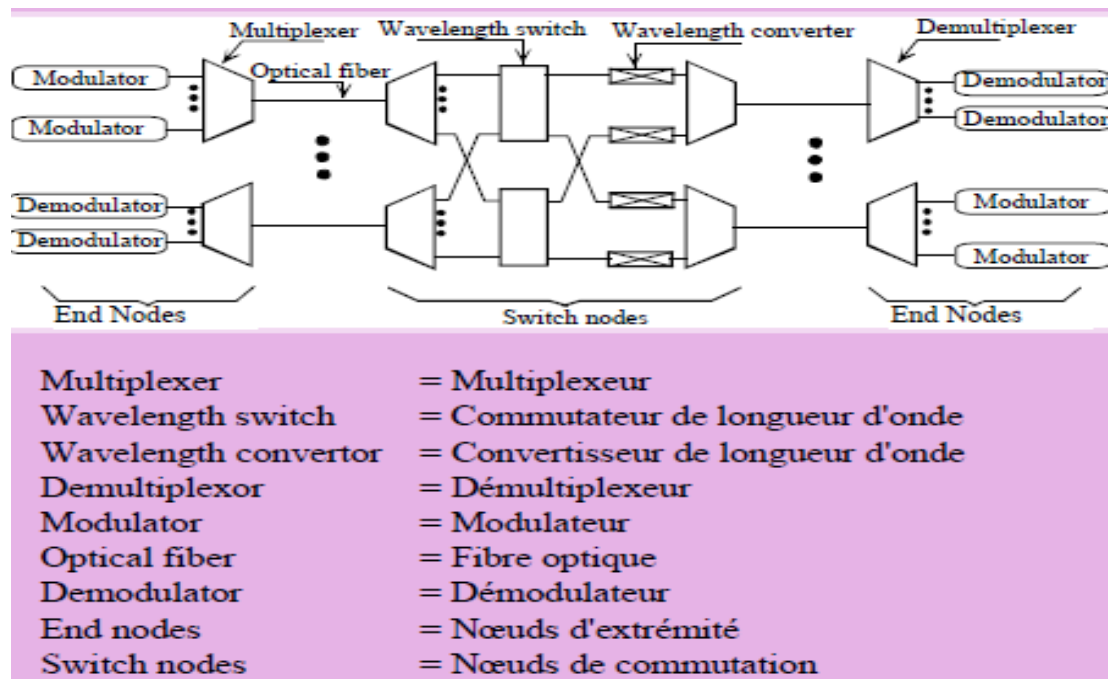 Multiplexer Wavelength switch Wavelength converter Demultiplexer
Modulator Optical fiber Demodulator
Modulator Demodulator
Demodulator Modulator
Demodulator Modulator
End Nodes Switch nodes End Nodes
Multiplexer = Multiplexeur
Wavelength switch = Commutateur de longueur d'onde
Wavelength convertor = Convertisseur de longueur d'onde
Demultiplexor = Démultiplexeur
Modulator = Modulateur
Optical fiber = Fibre optique
Demodulator = Démodulateur
End nodes = Nœuds d'extrémité
Switch nodes = Nœuds de commutation